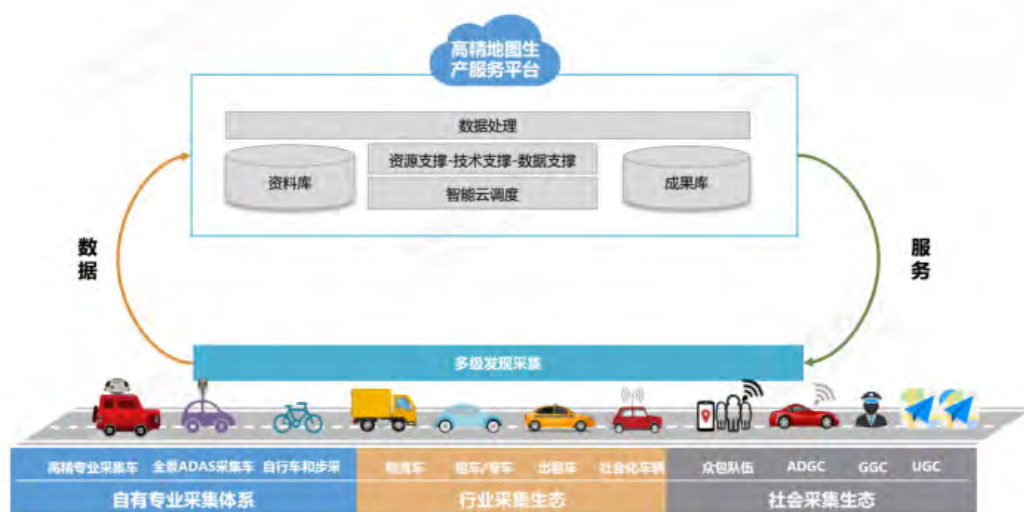 高精地图生
产服务平台
数据处理
资料库
资源支撑-技术支撑-数据支撑
智能云调度
成果库
数据
服务
多级发现采集
高精专业采集车 全景ADAS采集车 自行车和步采 物流车 租车/专车 出租车 社会化车辆 众包队伍 ADGC GGC UGC
自有专业采集体系 行业采集生态 社会采集生态